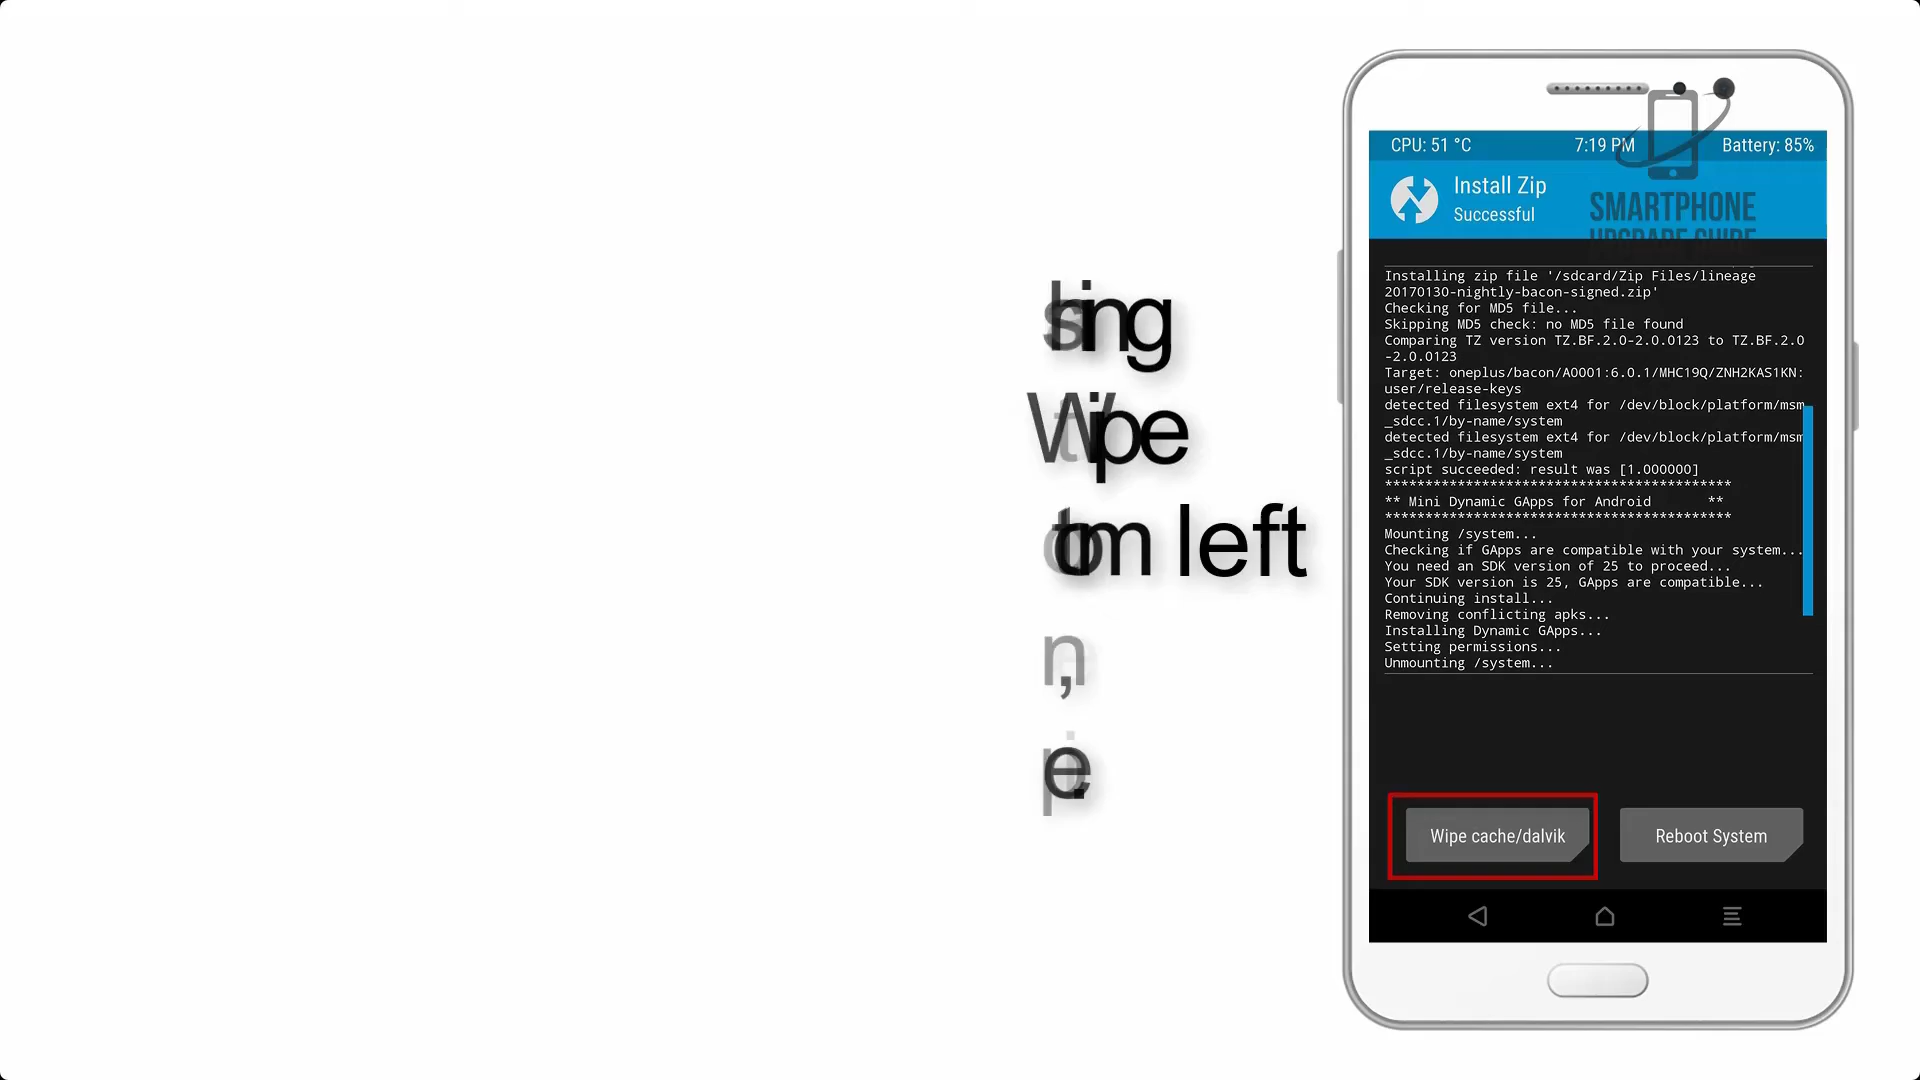 ing
Wipe
tom left
CPU: 51 °C 7:19 PM Battery: 85%
Install Zip
Successful
SMARTPHONE
UPGRADE GUIDE
Installing zip file '/sdcard/Zip Files/lineage
20170130-nightly-bacon-signed.zip'
Checking for MD5 file...
Skipping MD5 check: no MD5 file found
Comparing TZ version TZ.BF.2.0-2.0.0123 to TZ.BF.2.0
-2.0.0123
Target: oneplus/bacon/A0001:6.0.1/MHC19Q/ZNH2KAS1KN:
user/release-keys
detected filesystem ext4 for /dev/block/platform/msm
_sdcc.1/by-name/system
detected filesystem ext4 for /dev/block/platform/msm
_sdcc.1/by-name/system
script succeeded: result was [1.000000]
*******************************************
** Mini Dynamic GApps for Android **
*******************************************
Mounting /system...
Checking if GApps are compatible with your system...
You need an SDK version of 25 to proceed...
Your SDK version is 25, GApps are compatible...
Continuing install...
Removing conflicting apks...
Installing Dynamic GApps...
Setting permissions...
Unmounting /system...
Wipe cache/dalvik Reboot System